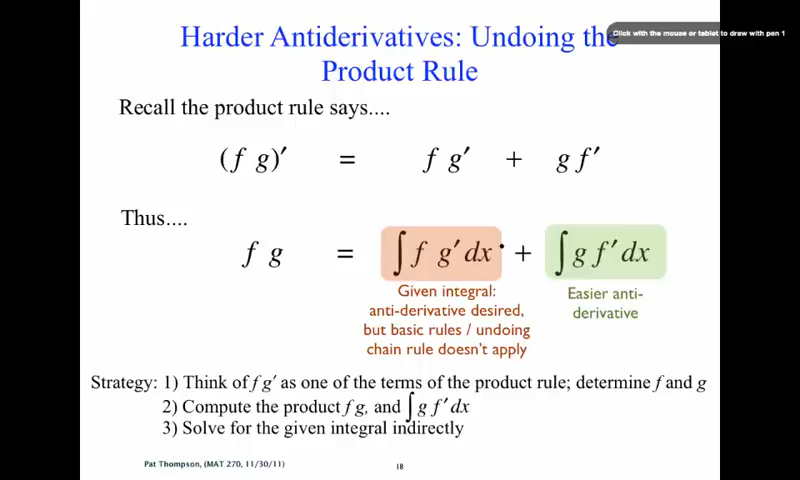 Harder Antiderivatives: Undoing the
Click with the mouse or tablet to draw with pen 1
Product Rule
Recall the product rule says....
(f g)′ = f g′ + g f′
Thus....
f g = ∫ f g′ dx + ∫ g f′ dx
Given integral:
anti-derivative desired,
but basic rules / undoing
chain rule doesn't apply
Easier anti-
derivative
Strategy: 1) Think of f g′ as one of the terms of the product rule; determine f and g
2) Compute the product f g, and ∫ g f′ dx
3) Solve for the given integral indirectly
Pat Thompson, (MAT 270, 11/30/11)
18